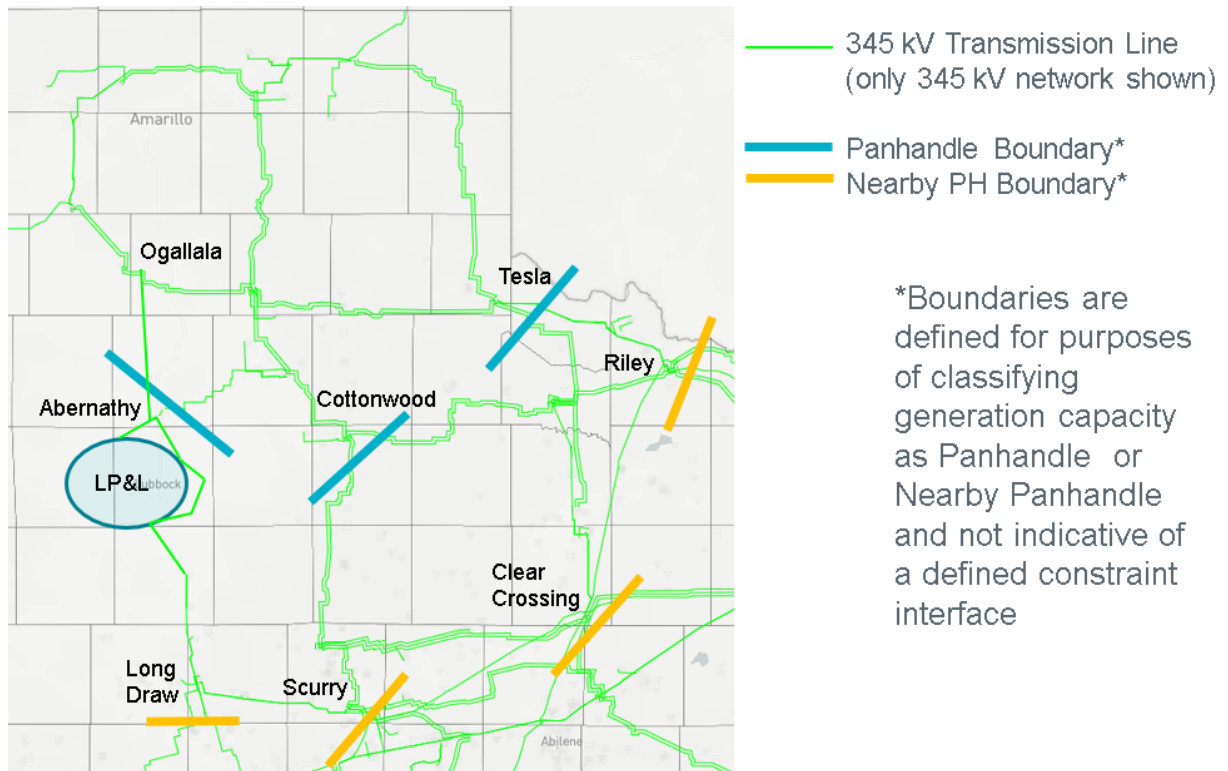 345 kV Transmission Line
(only 345 kV network shown)
Panhandle Boundary*
Nearby PH Boundary*
Amarillo
Ogallala
Tesla
Riley
Abernathy
Cottonwood
LP&L
ubbock
Clear
Crossing
Long
Draw
Scurry
Abilene
*Boundaries are
defined for purposes
of classifying
generation capacity
as Panhandle or
Nearby Panhandle
and not indicative of
a defined constraint
interface